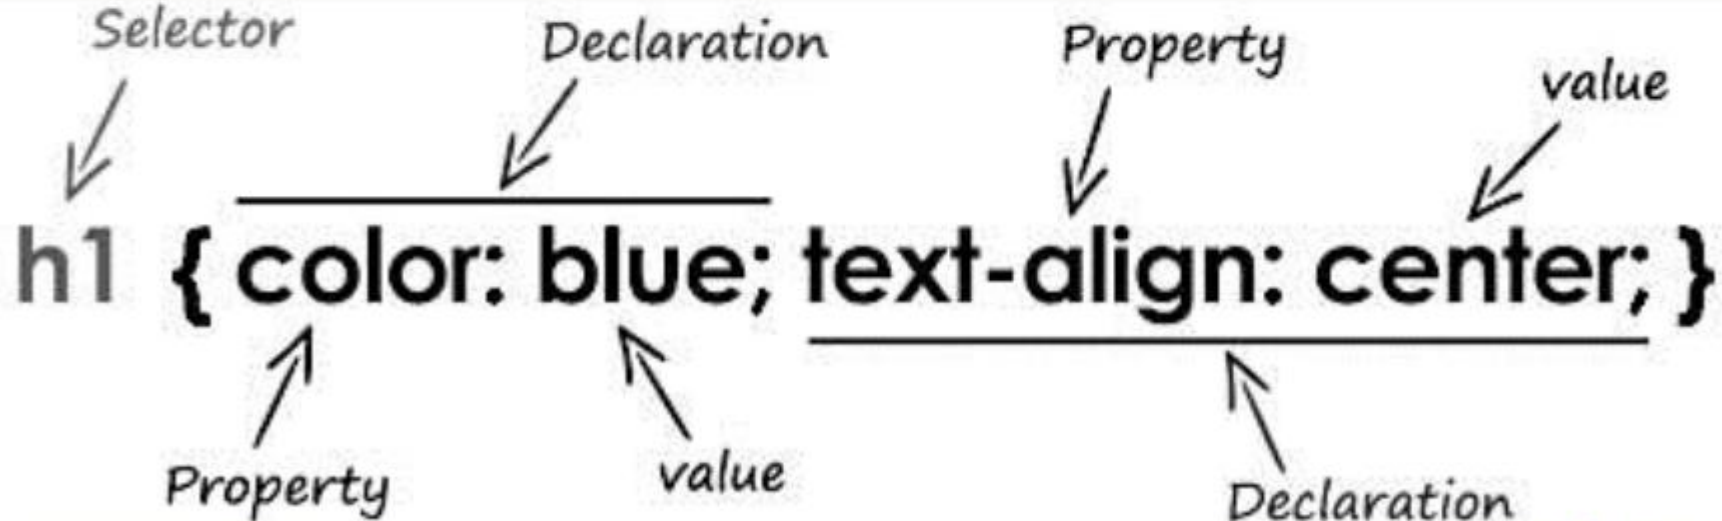 Selector
Declaration
Property
value
h1 { color: blue; text-align: center; }
Property
value
Declaration